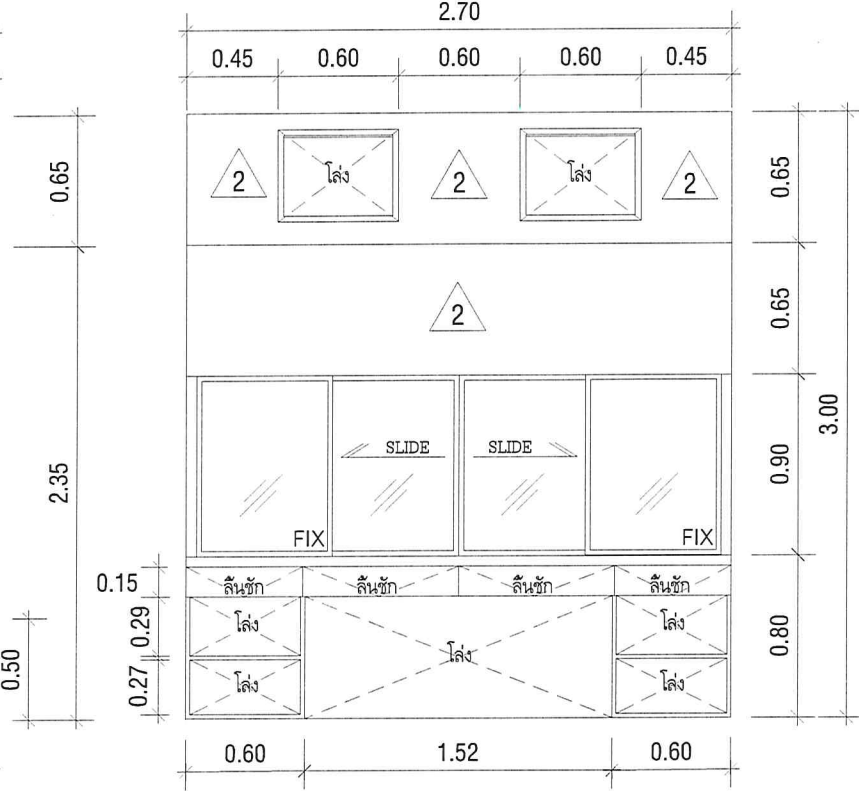 2.70
0.45 0.60 0.60 0.60 0.45
0.65 2 โล่ง 2 โล่ง 2 0.65
2 0.65
3.00
2.35 SLIDE SLIDE 0.90
FIX FIX
0.15 ลิ้นชัก ลิ้นชัก ลิ้นชัก ลิ้นชัก
0.29 โล่ง โล่ง 0.80
0.50 โล่ง
0.27 โล่ง โล่ง
0.60 1.52 0.60